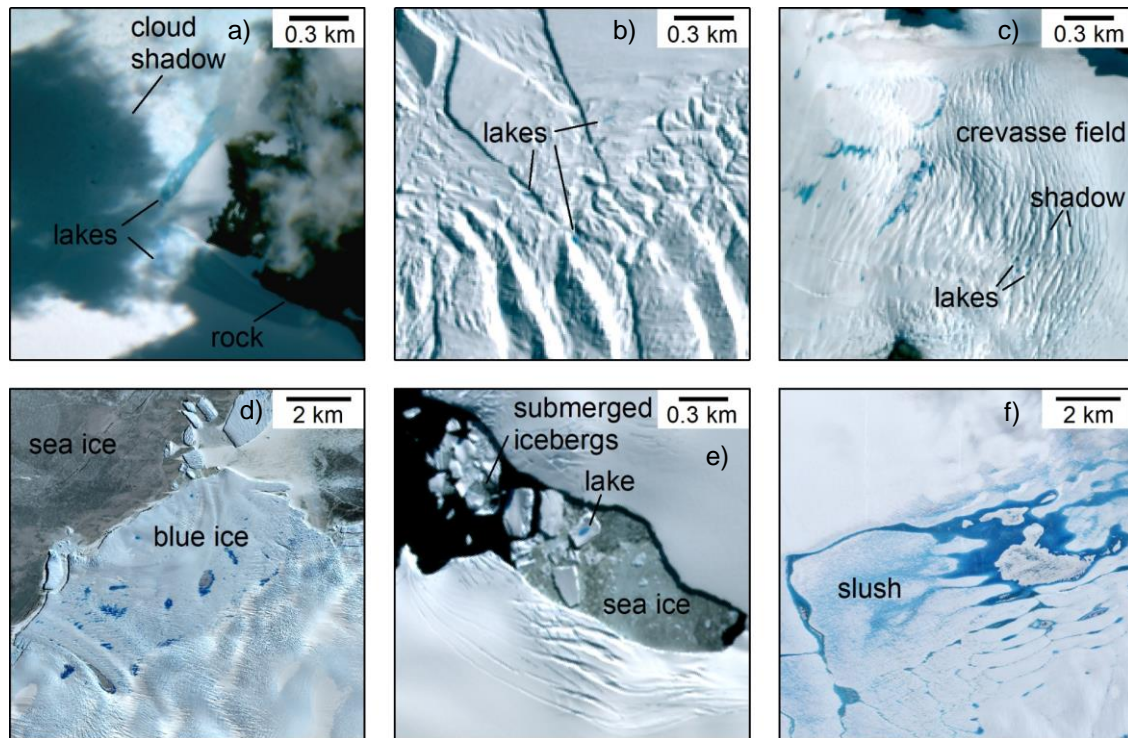 cloud
shadow
a)
0.3 km
lakes
rock
b)
0.3 km
lakes
c)
0.3 km
crevasse field
shadow
lakes
d)
2 km
sea ice
blue ice
submerged
icebergs
0.3 km
e)
lake
sea ice
f)
2 km
slush